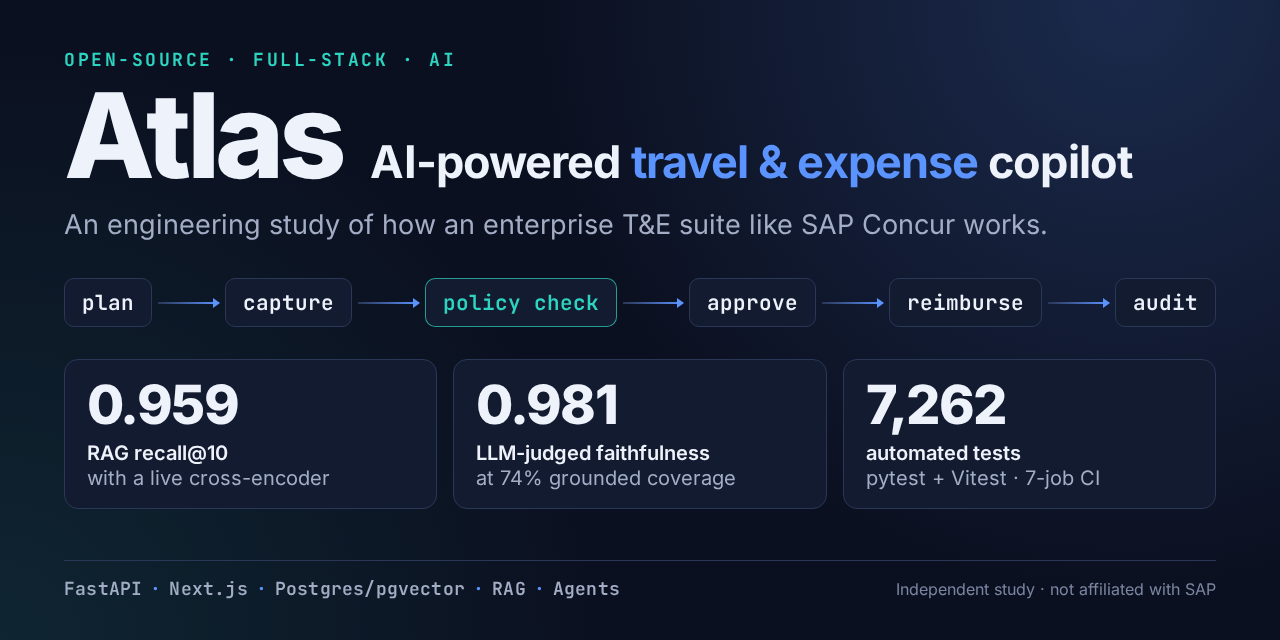 OPEN-SOURCE · FULL-STACK · AI
Atlas AI-powered travel & expense copilot
An engineering study of how an enterprise T&E suite like SAP Concur works.
plan capture policy check approve reimburse audit
0.959
RAG recall@10
with a live cross-encoder
0.981
LLM-judged faithfulness
at 74% grounded coverage
7,262
automated tests
pytest + Vitest · 7-job CI
FastAPI · Next.js · Postgres/pgvector · RAG · Agents
Independent study · not affiliated with SAP